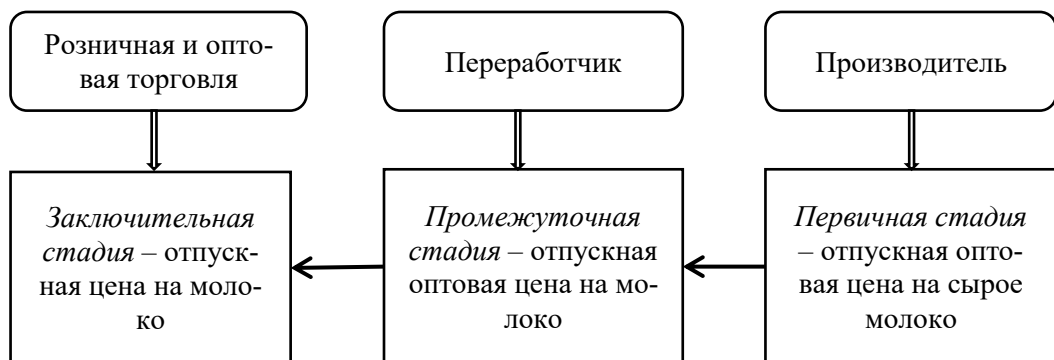 Розничная и опто-
вая торговля
Переработчик
Производитель
Заключительная
стадия – отпуск-
ная цена на моло-
ко
Промежуточная
стадия – отпускная
оптовая цена на мо-
локо
Первичная стадия
– отпускная опто-
вая цена на сырое
молоко